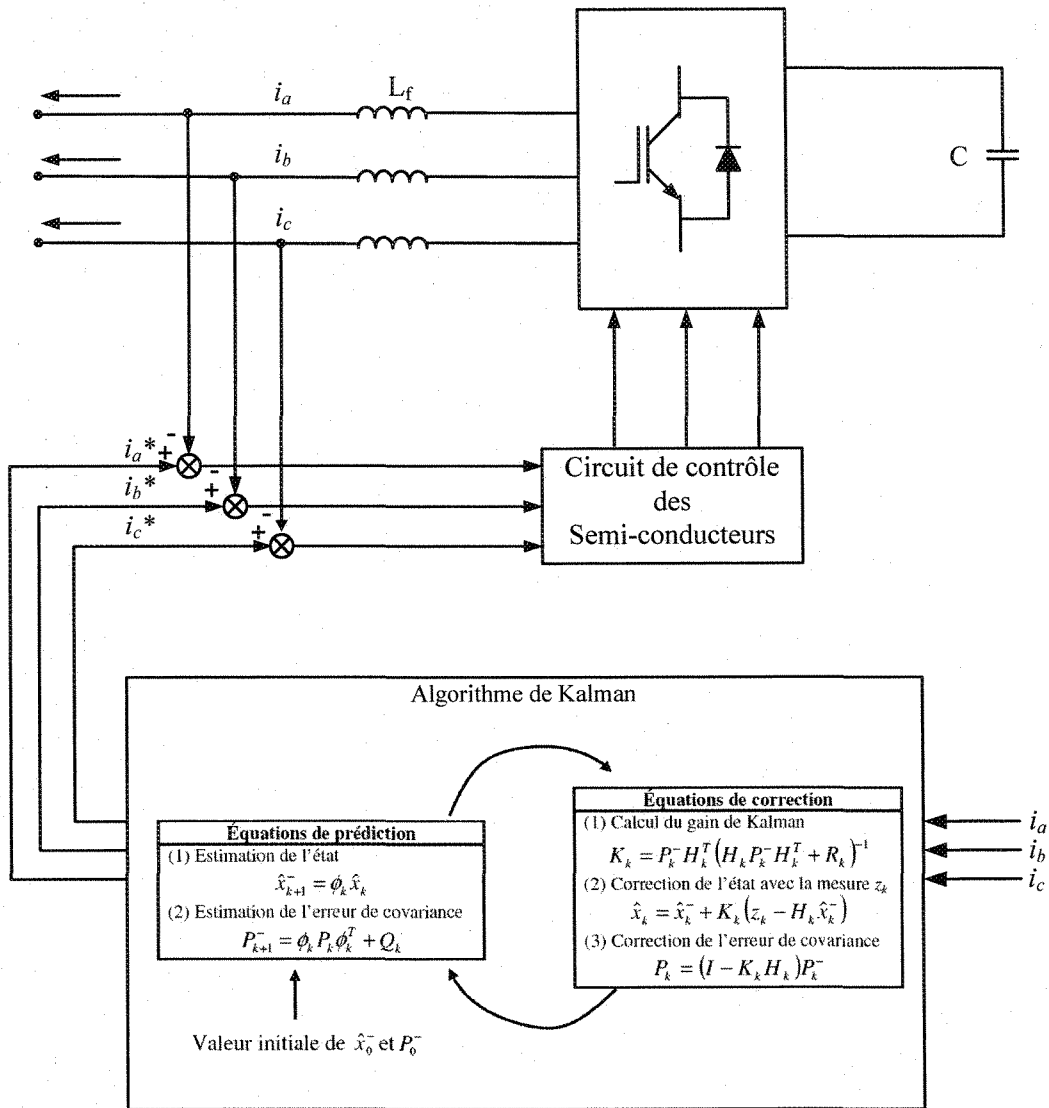 i_a
L_f
i_b
i_c
C
i_a*
- +
i_b*
- +
i_c*
- +
Circuit de contrôle
des
Semi-conducteurs
Algorithme de Kalman
Équations de prédiction
(1) Estimation de l'état
x̂⁻_{k+1} = ϕ_k x̂_k
(2) Estimation de l'erreur de covariance
P⁻_{k+1} = ϕ_k P_k ϕ_k^T + Q_k
Valeur initiale de x̂⁻_0 et P⁻_0
Équations de correction
(1) Calcul du gain de Kalman
K_k = P_k⁻ H_k^T (H_k P_k⁻ H_k^T + R_k)^{-1}
(2) Correction de l'état avec la mesure z_k
x̂_k = x̂_k⁻ + K_k (z_k − H_k x̂_k⁻)
(3) Correction de l'erreur de covariance
P_k = (I − K_k H_k) P_k⁻
i_a
i_b
i_c